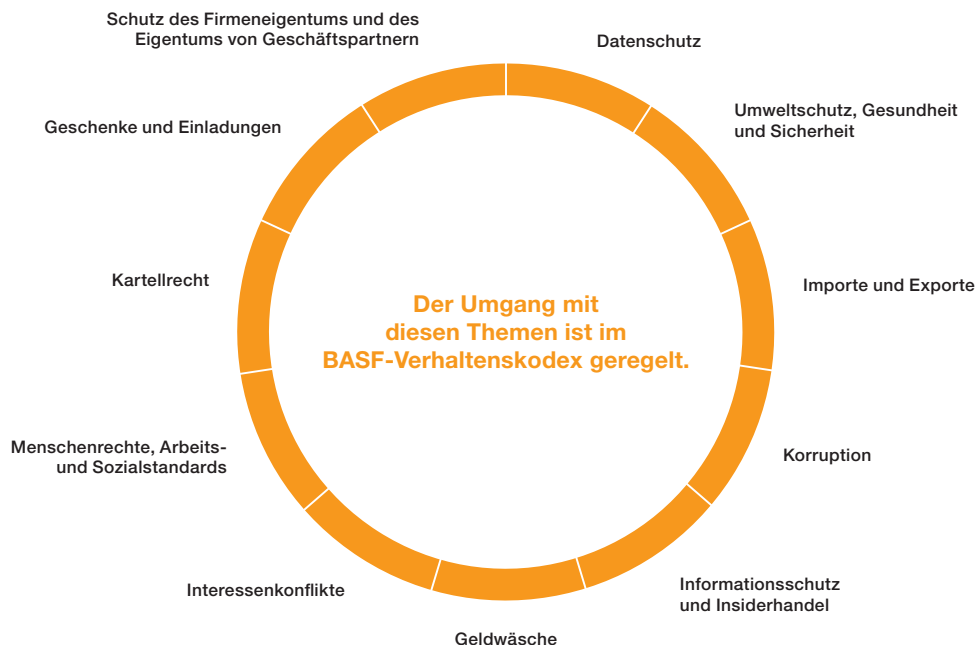 Schutz des Firmeneigentums und des
Eigentums von Geschäftspartnern
Datenschutz
Umweltschutz, Gesundheit
und Sicherheit
Geschenke und Einladungen
Kartellrecht
Importe und Exporte
Der Umgang mit
diesen Themen ist im
BASF-Verhaltenskodex geregelt.
Menschenrechte, Arbeits-
und Sozialstandards
Korruption
Interessenkonflikte
Informationsschutz
und Insiderhandel
Geldwäsche